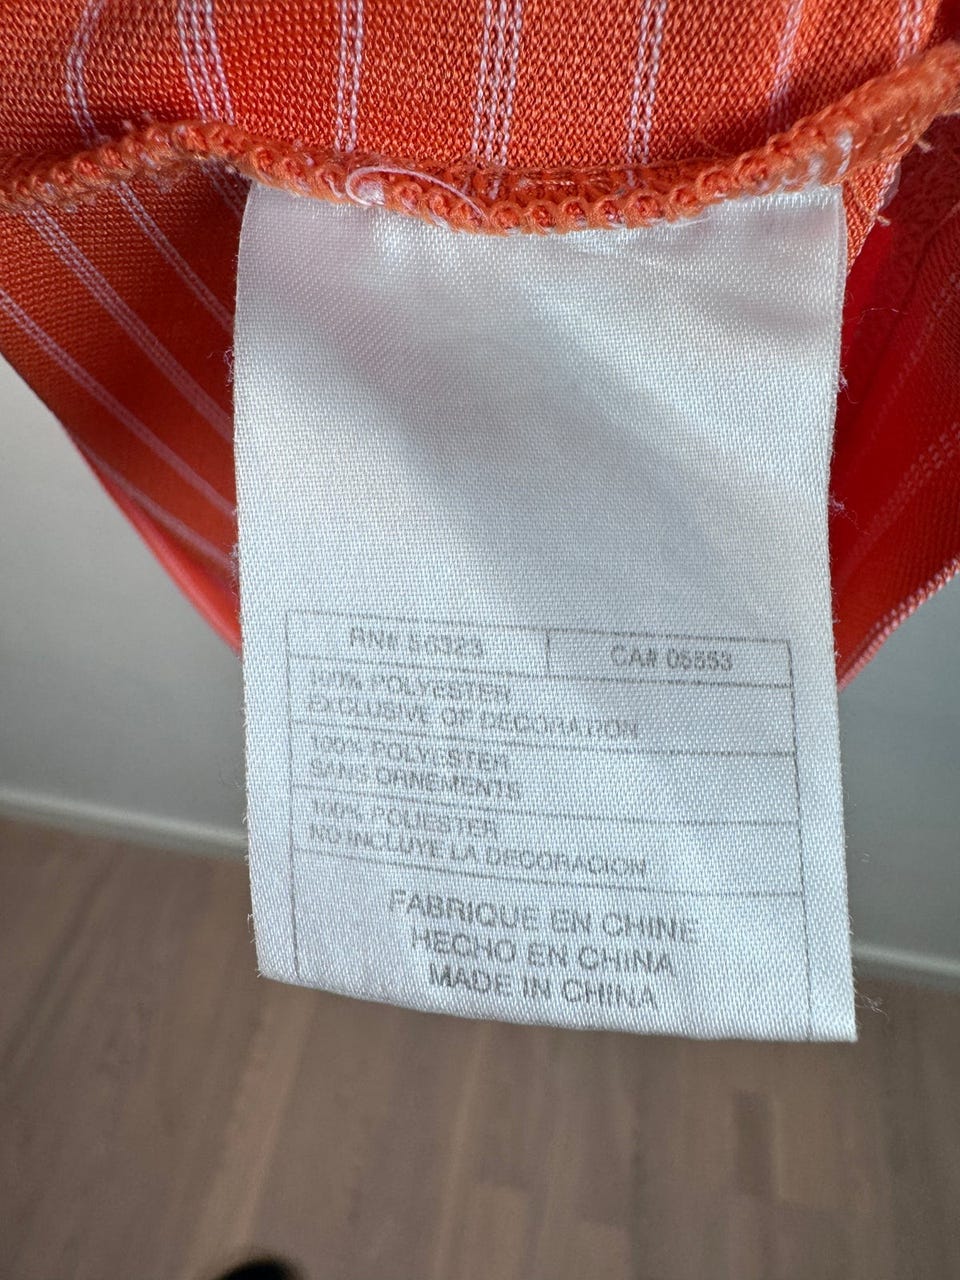 RN# 56323 CA# 05553
100% POLYESTER
EXCLUSIVE OF DECORATION
100% POLYESTER
SANS ORNEMENTS
100% POLIESTER
NO INCLUYE LA DECORACION
FABRIQUE EN CHINE
HECHO EN CHINA
MADE IN CHINA